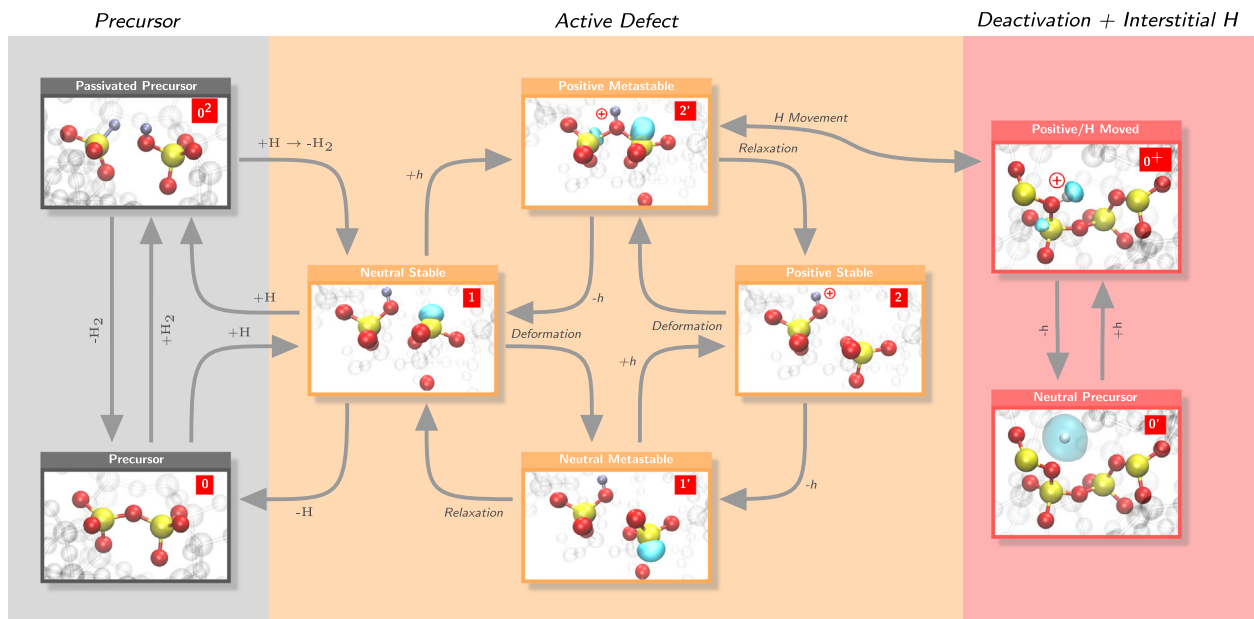 Precursor
Active Defect
Deactivation + Interstitial H
Passivated Precursor
0²
+H → -H₂
Positive Metastable
2'
⊕
H Movement
Relaxation
+h
Positive/H Moved
0⁺
⊕
Neutral Stable
1
+H
+H
-H₂
+H₂
-h
Deformation
Deformation
+h
Positive Stable
2
⊕
-h
+h
Precursor
0
-H
Relaxation
Neutral Metastable
1'
-h
Neutral Precursor
0'